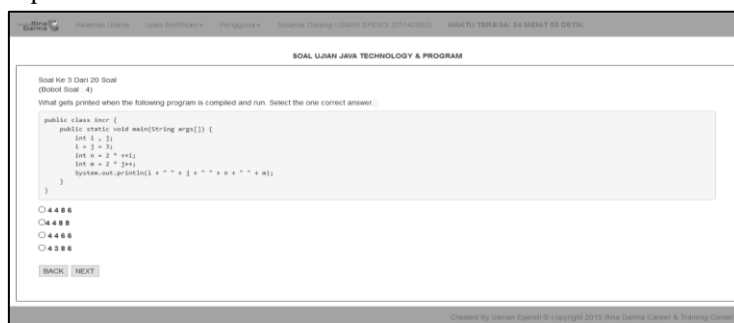 Bina Darma Halaman Utama Ujian Sertifikasi Pengguna Selamat Datang USMAN EPENDI (05142003) WAKTU TERSISA: 24 MENIT 52 DETIK
SOAL UJIAN JAVA TECHNOLOGY & PROGRAM
Soal Ke 3 Dari 20 Soal
(Bobot Soal : 4)
What gets printed when the following program is compiled and run. Select the one correct answer.
public class incr {
public static void main(String args[]) {
int i , j;
i = j = 3;
int n = 2 * ++i;
int m = 2 * j++;
System.out.println(i + " " + j + " " + n + " " + m);
}
}
4 4 8 6
4 4 8 8
4 4 6 6
4 3 8 6
BACK NEXT
Created By Usman Ependi © copyright 2015 Bina Darma Career & Training Center